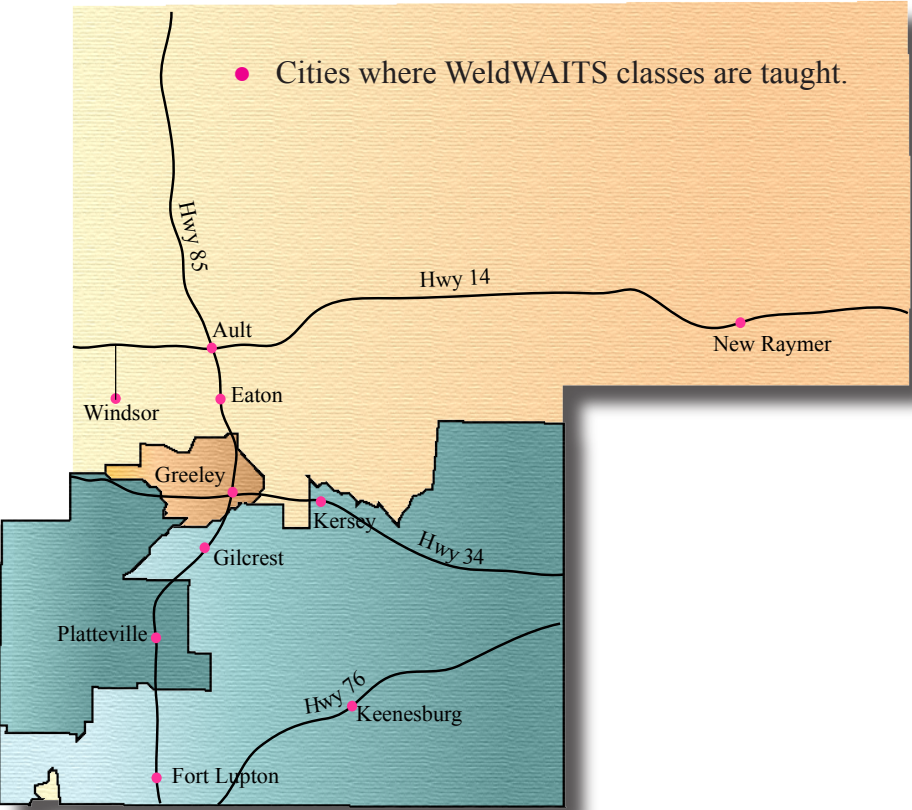 Cities where WeldWAITS classes are taught.
Hwy 85
Hwy 14
Ault
New Raymer
Eaton
Windsor
Greeley
Kersey
Hwy 34
Gilcrest
Platteville
Hwy 76
Keenesburg
Fort Lupton